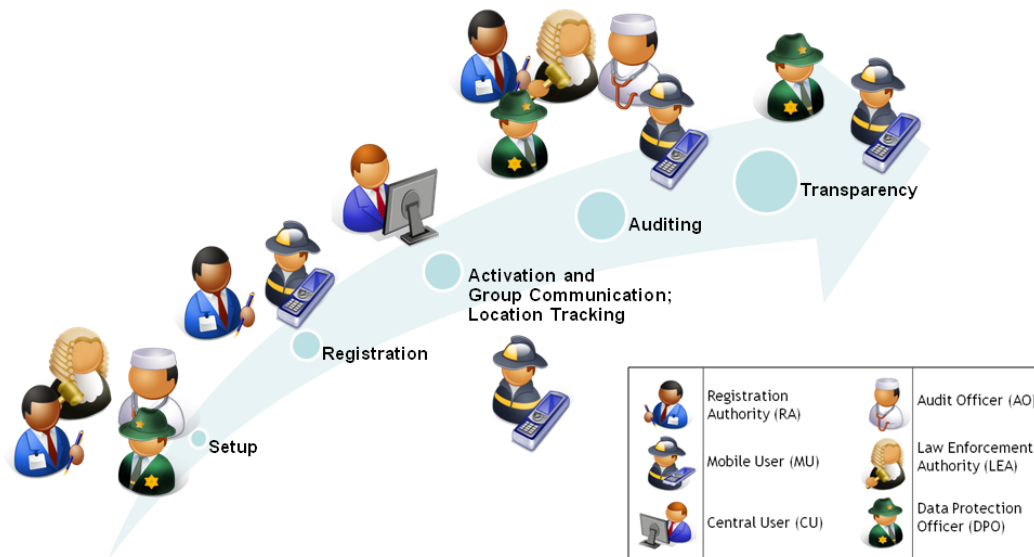 Transparency
Auditing
Activation and
Group Communication;
Location Tracking
Registration
Setup
Registration
Authority (RA)
Audit Officer (AO)
Mobile User (MU)
Law Enforcement
Authority (LEA)
Central User (CU)
Data Protection
Officer (DPO)